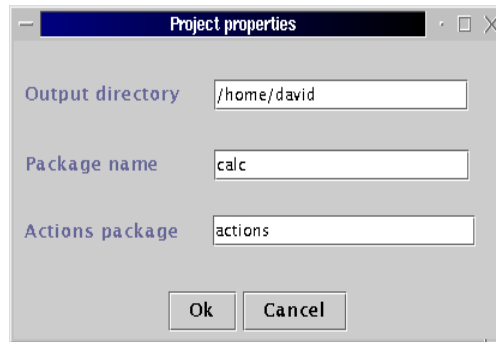 Project properties
Output directory /home/david
Package name calc
Actions package actions
Ok Cancel